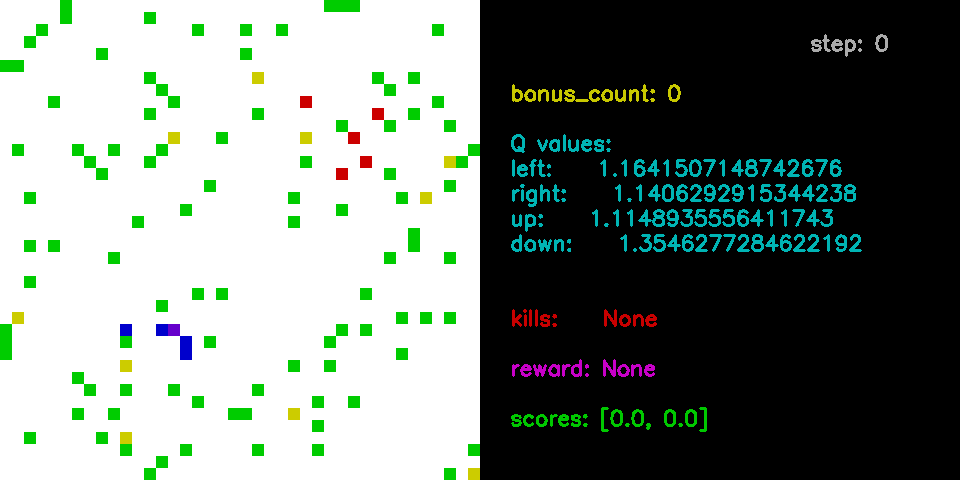 step: 0
bonus_count: 0
Q values:
left: 1.1641507148742676
right: 1.1406292915344238
up: 1.1148935556411743
down: 1.3546277284622192
kills: None
reward: None
scores: [0.0, 0.0]